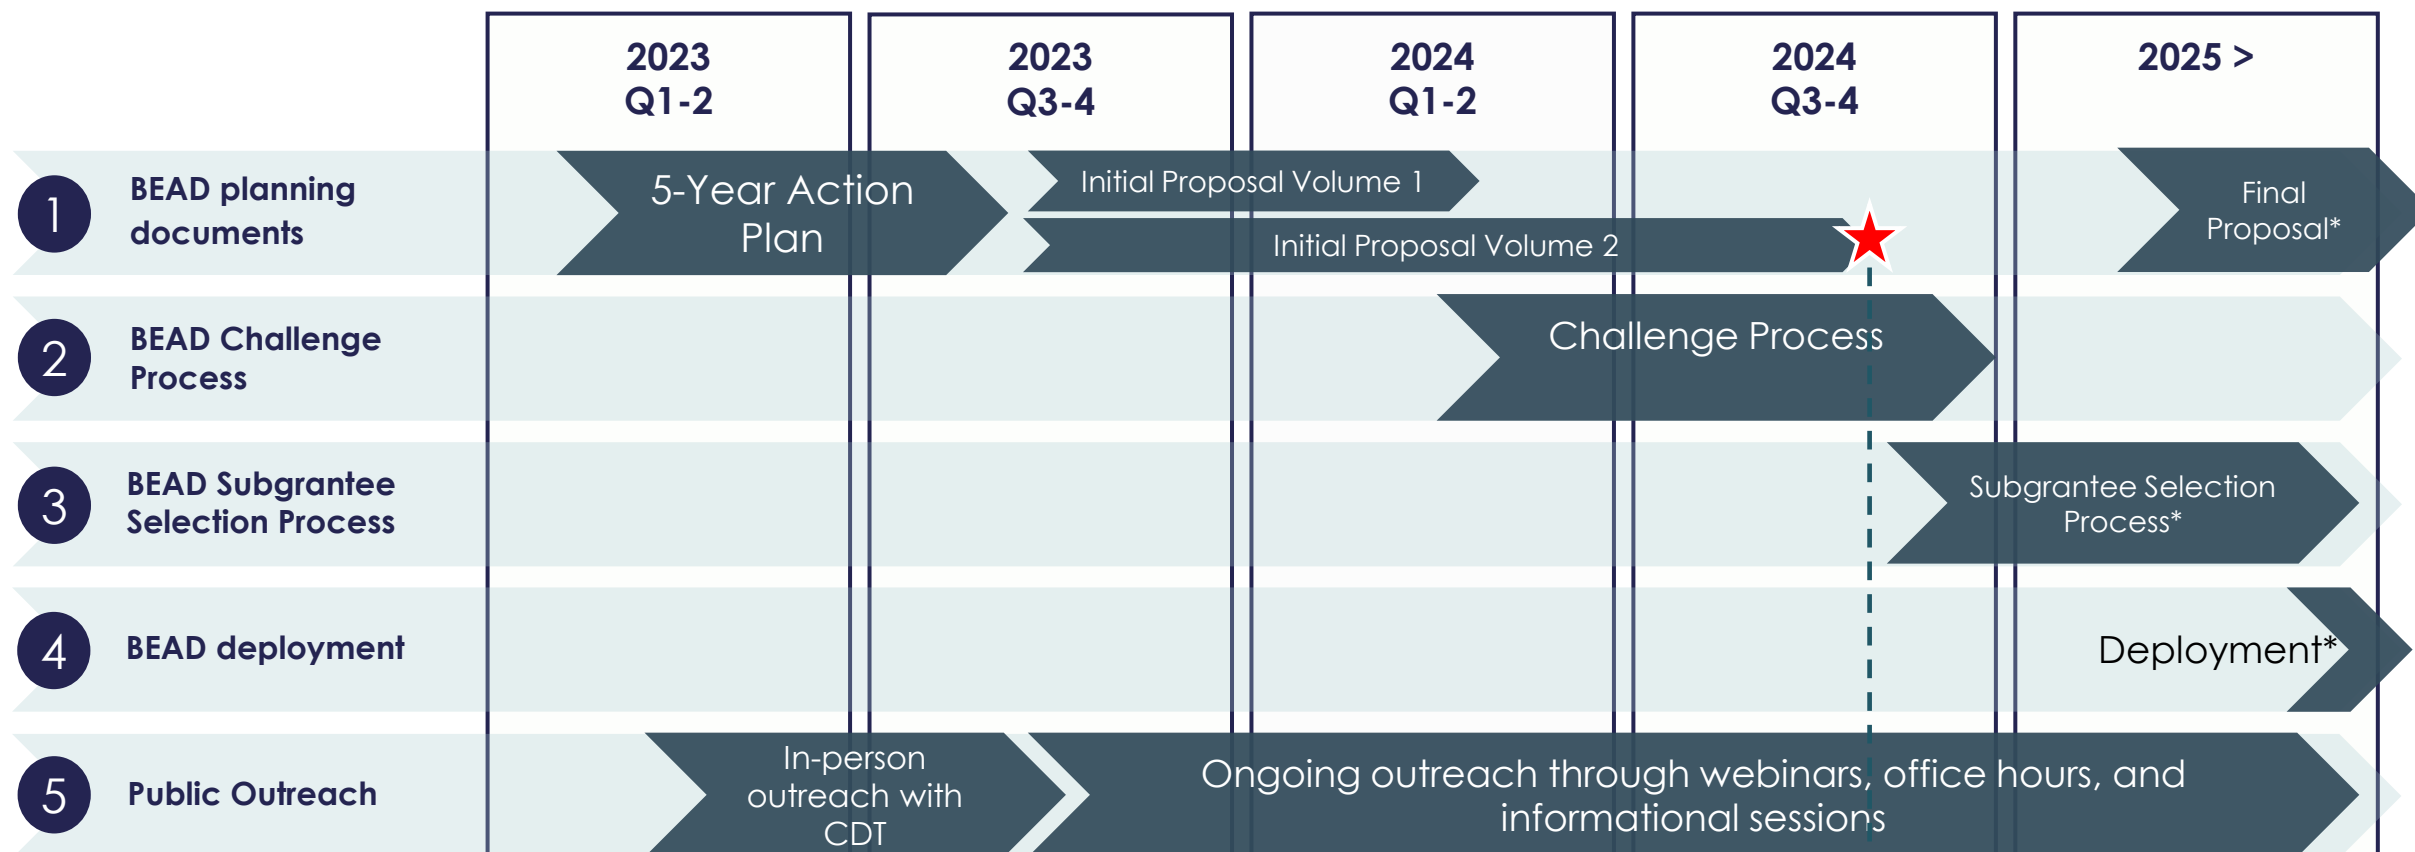 2023
Q1-2
2023
Q3-4
2024
Q1-2
2024
Q3-4
2025 >
1
BEAD planning
documents
5-Year Action
Plan
Initial Proposal Volume 1
Initial Proposal Volume 2
Final
Proposal*
2
BEAD Challenge
Process
Challenge Process
3
BEAD Subgrantee
Selection Process
Subgrantee Selection
Process*
4
BEAD deployment
Deployment*
5
Public Outreach
In-person
outreach with
CDT
Ongoing outreach through webinars, office hours, and
informational sessions